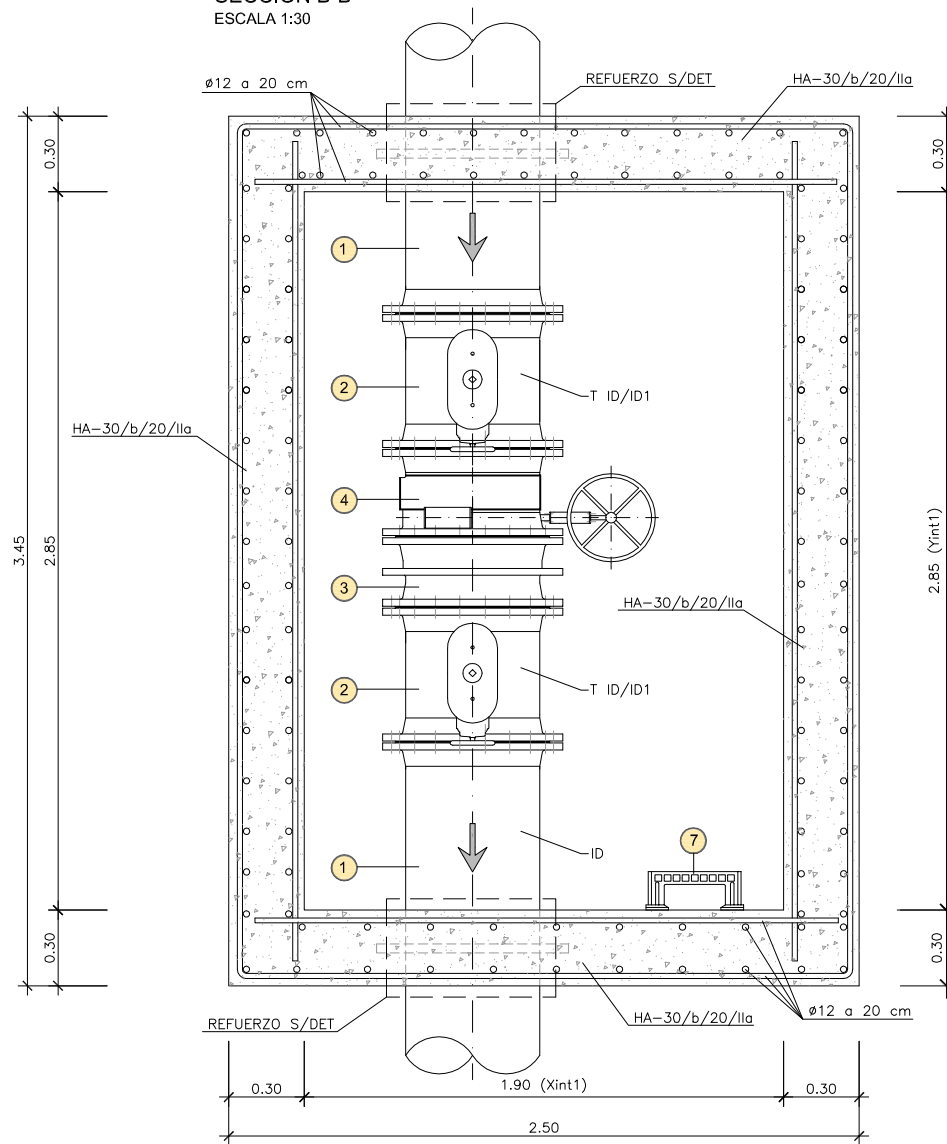 SECCIÓN B-B
ESCALA 1:30
ø12 a 20 cm
REFUERZO S/DET
HA-30/b/20/IIa
0.30
0.30
1
2
T ID/ID1
HA-30/b/20/IIa
4
3.45
2.85
2.85 (Yint1)
3
HA-30/b/20/IIa
2
T ID/ID1
7
ID
1
0.30
0.30
REFUERZO S/DET
HA-30/b/20/IIa
ø12 a 20 cm
0.30
1.90 (Xint1)
0.30
2.50